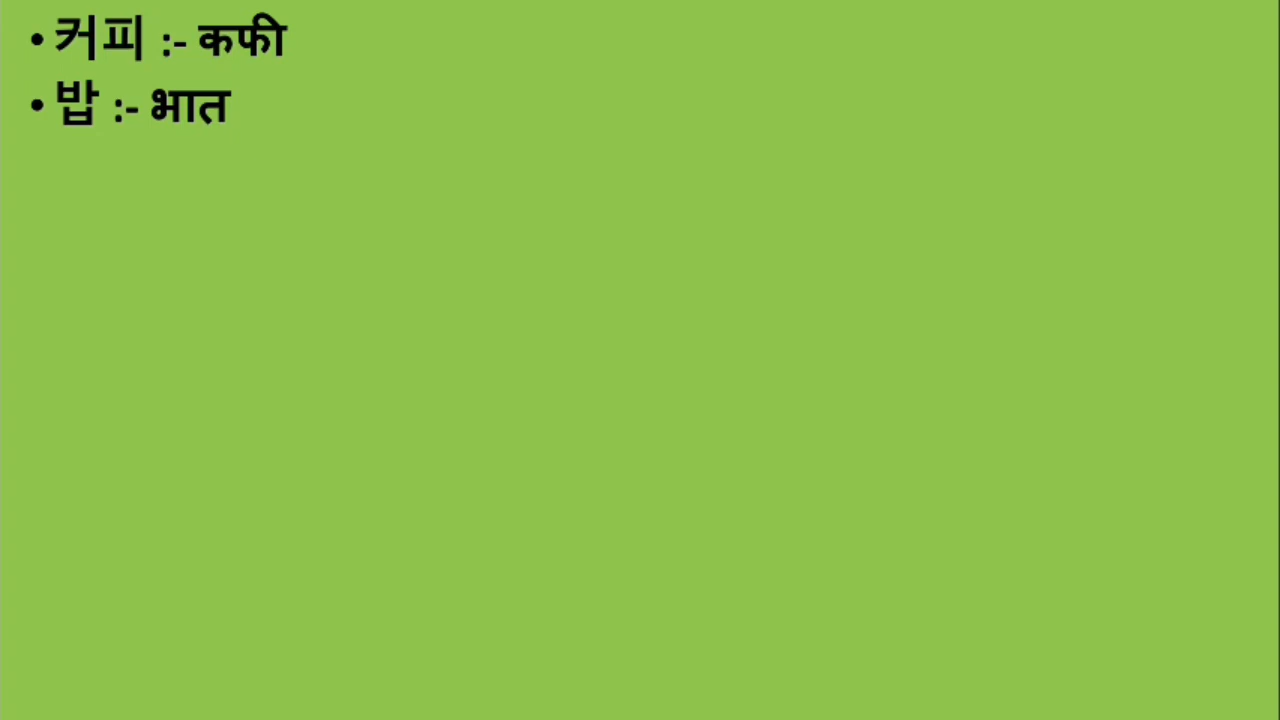 • 커피 :- कफी
• 밥 :- भात